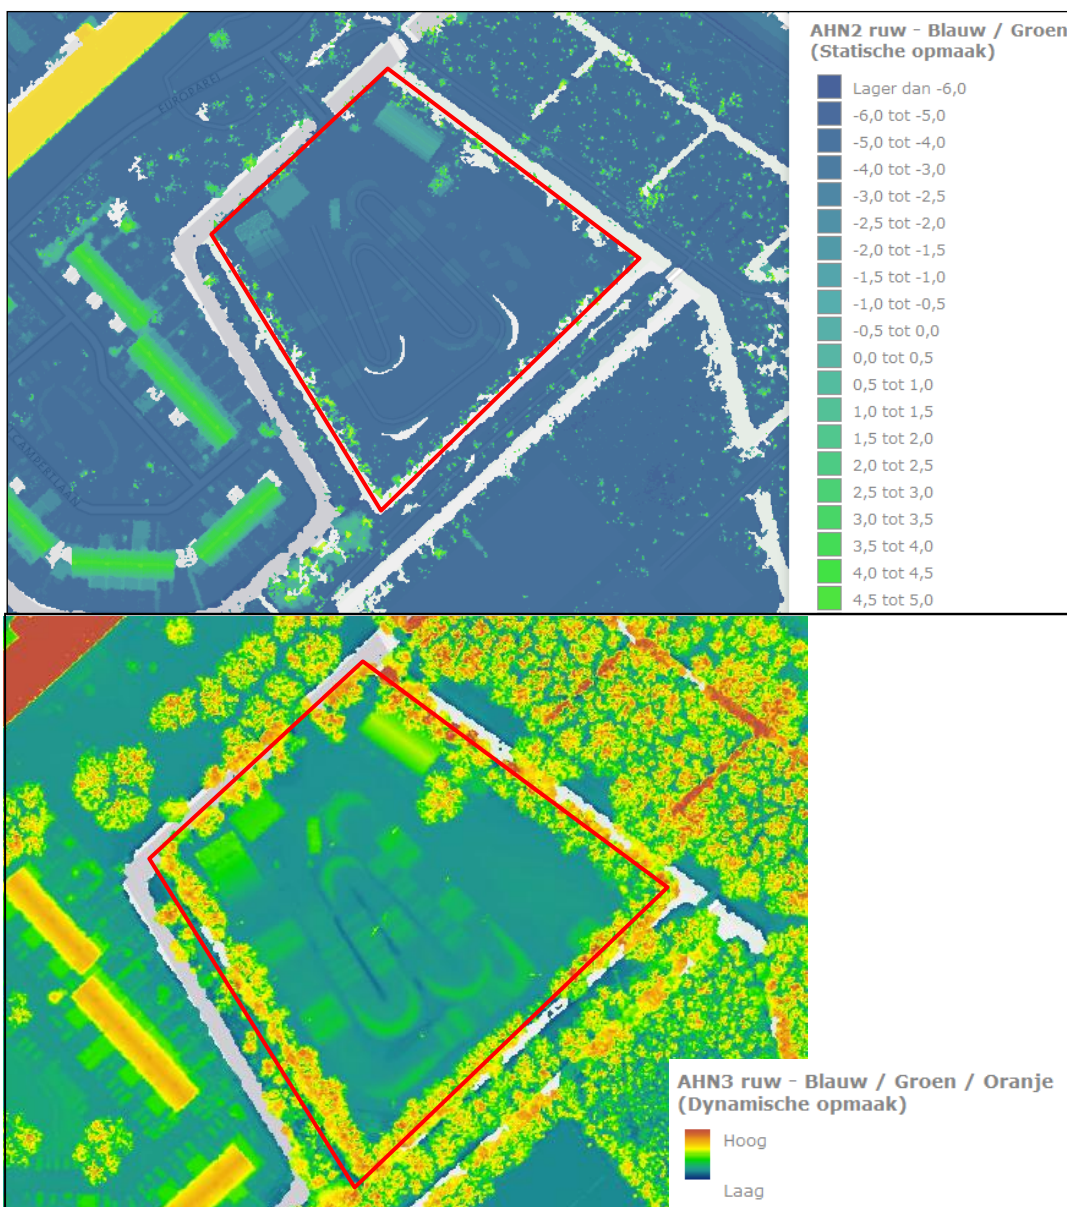 AHN2 ruw - Blauw / Groen
(Statische opmaak)
Lager dan -6,0
-6,0 tot -5,0
-5,0 tot -4,0
-4,0 tot -3,0
-3,0 tot -2,5
-2,5 tot -2,0
-2,0 tot -1,5
-1,5 tot -1,0
-1,0 tot -0,5
-0,5 tot 0,0
0,0 tot 0,5
0,5 tot 1,0
1,0 tot 1,5
1,5 tot 2,0
2,0 tot 2,5
2,5 tot 3,0
3,0 tot 3,5
3,5 tot 4,0
4,0 tot 4,5
4,5 tot 5,0
EUROPAREI
AHN3 ruw - Blauw / Groen / Oranje
(Dynamische opmaak)
Hoog
Laag